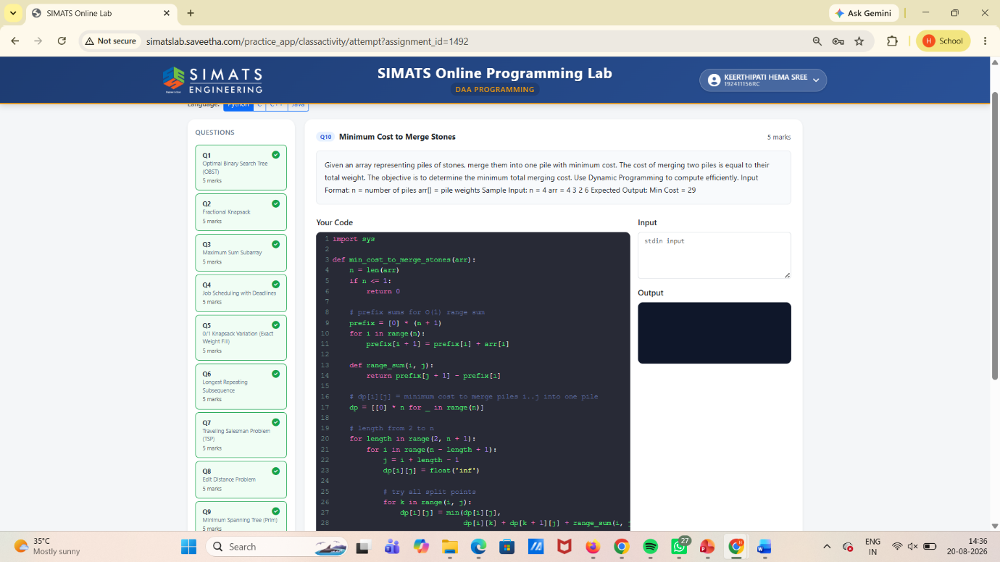 SIMATS Online Lab
Ask Gemini
Not secure
simatslab.saveetha.com/practice_app/classactivity/attempt?assignment_id=1492
H School
SIMATS
ENGINEERING
SIMATS Online Programming Lab
DAA PROGRAMMING
KEERTHIPATI HEMA SREE
192411156RC
Language: Python C C++ Java
QUESTIONS
Q1
Optimal Binary Search Tree
(OBST)
5 marks
Q2
Fractional Knapsack
5 marks
Q3
Maximum Sum Subarray
5 marks
Q4
Job Scheduling with Deadlines
5 marks
Q5
0/1 Knapsack Variation (Exact
Weight Fill)
5 marks
Q6
Longest Repeating
Subsequence
5 marks
Q7
Traveling Salesman Problem
(TSP)
5 marks
Q8
Edit Distance Problem
5 marks
Q9
Minimum Spanning Tree (Prim)
5 marks
Q10 Minimum Cost to Merge Stones
5 marks
Given an array representing piles of stones, merge them into one pile with minimum cost. The cost of merging two piles is equal to their
total weight. The objective is to determine the minimum total merging cost. Use Dynamic Programming to compute efficiently. Input
Format: n = number of piles arr[] = pile weights Sample Input: n = 4 arr = 4 3 2 6 Expected Output: Min Cost = 29
Your Code
1 import sys
2
3 def min_cost_to_merge_stones(arr):
4 n = len(arr)
5 if n <= 1:
6 return 0
7
8 # prefix sums for O(1) range sum
9 prefix = [0] * (n + 1)
10 for i in range(n):
11 prefix[i + 1] = prefix[i] + arr[i]
12
13 def range_sum(i, j):
14 return prefix[j + 1] - prefix[i]
15
16 # dp[i][j] = minimum cost to merge piles i..j into one pile
17 dp = [[0] * n for _ in range(n)]
18
19 # length from 2 to n
20 for length in range(2, n + 1):
21 for i in range(n - length + 1):
22 j = i + length - 1
23 dp[i][j] = float('inf')
24
25 # try all split points
26 for k in range(i, j):
27 dp[i][j] = min(dp[i][j],
28 dp[i][k] + dp[k + 1][j] + range_sum(i,
Input
stdin input
Output
35°C
Mostly sunny
Search
27
ENG
IN
14:36
20-08-2026